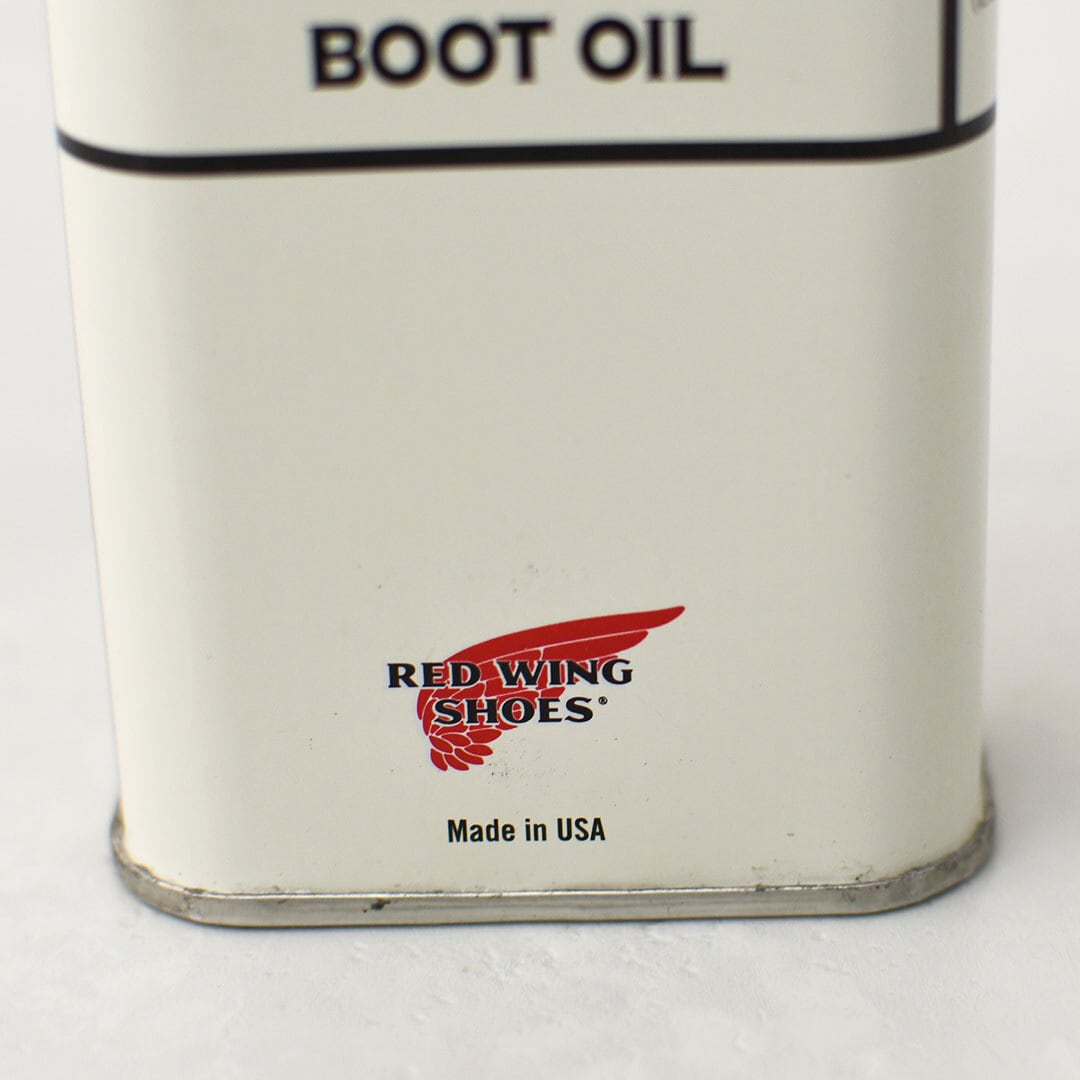 BOOT OIL
RED WING
SHOES®
Made in USA